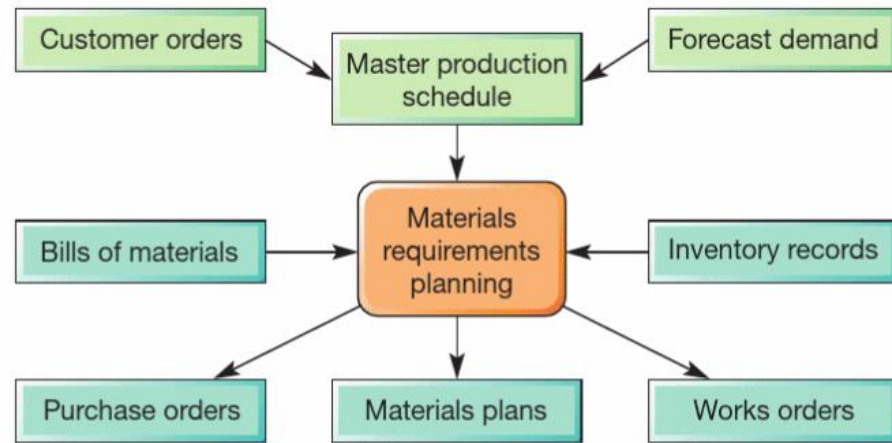 Customer orders
Master production
schedule
Forecast demand
Bills of materials
Materials
requirements
planning
Inventory records
Purchase orders
Materials plans
Works orders